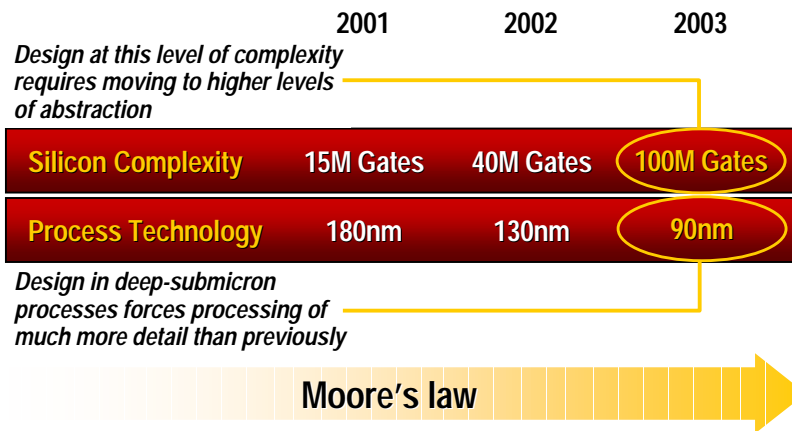 2001 2002 2003
Design at this level of complexity
requires moving to higher levels
of abstraction
Silicon Complexity 15M Gates 40M Gates 100M Gates
Process Technology 180nm 130nm 90nm
Design in deep-submicron
processes forces processing of
much more detail than previously
Moore's law